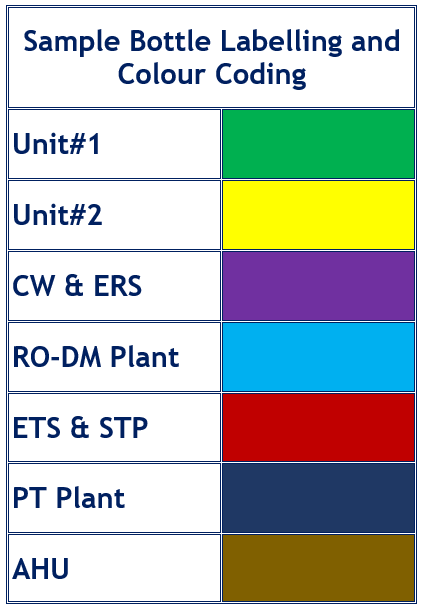 Sample Bottle Labelling and
Colour Coding
Unit#1
Unit#2
CW & ERS
RO-DM Plant
ETS & STP
PT Plant
AHU